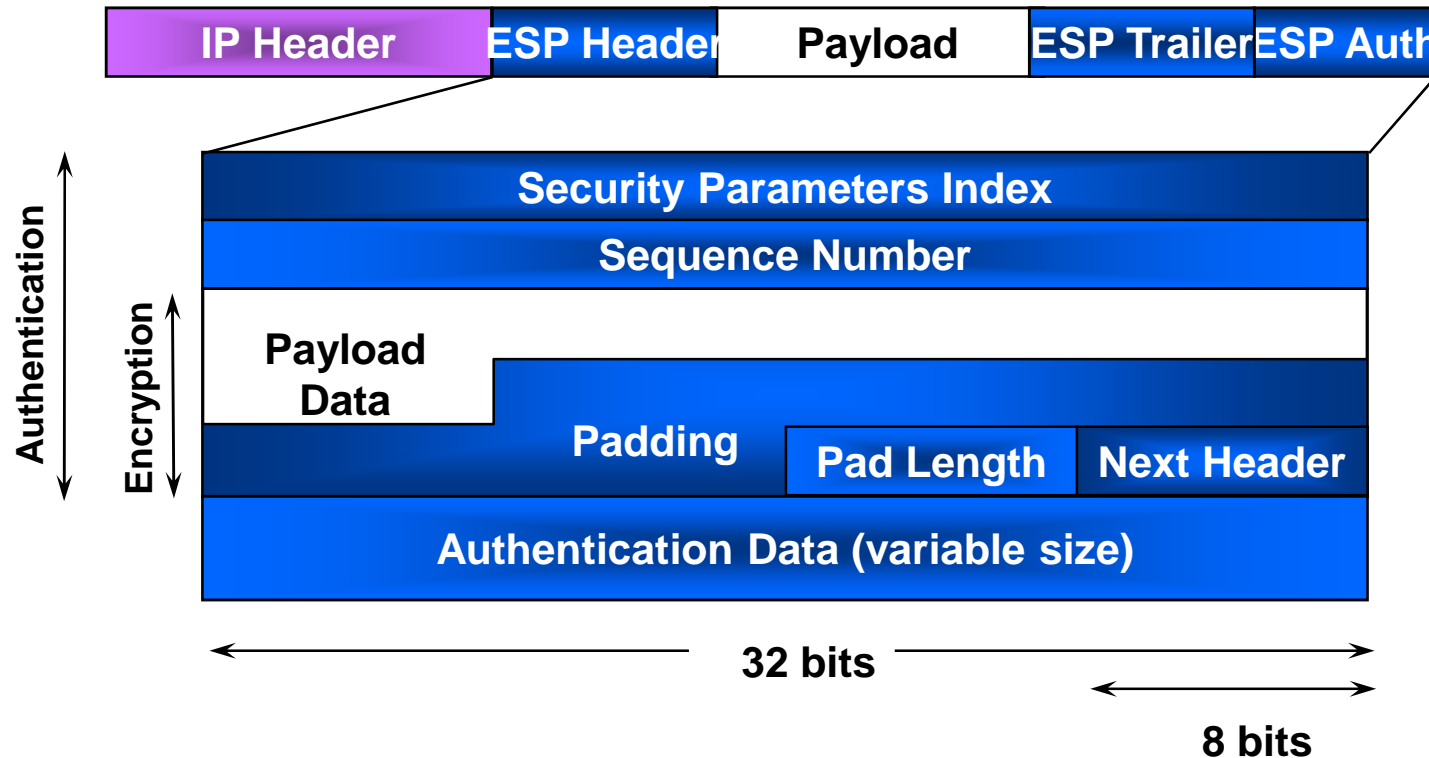 IP Header ESP Header Payload ESP Trailer ESP Auth
Security Parameters Index
Sequence Number
Authentication
Encryption
Payload
Data
Padding
Pad Length
Next Header
Authentication Data (variable size)
32 bits
8 bits